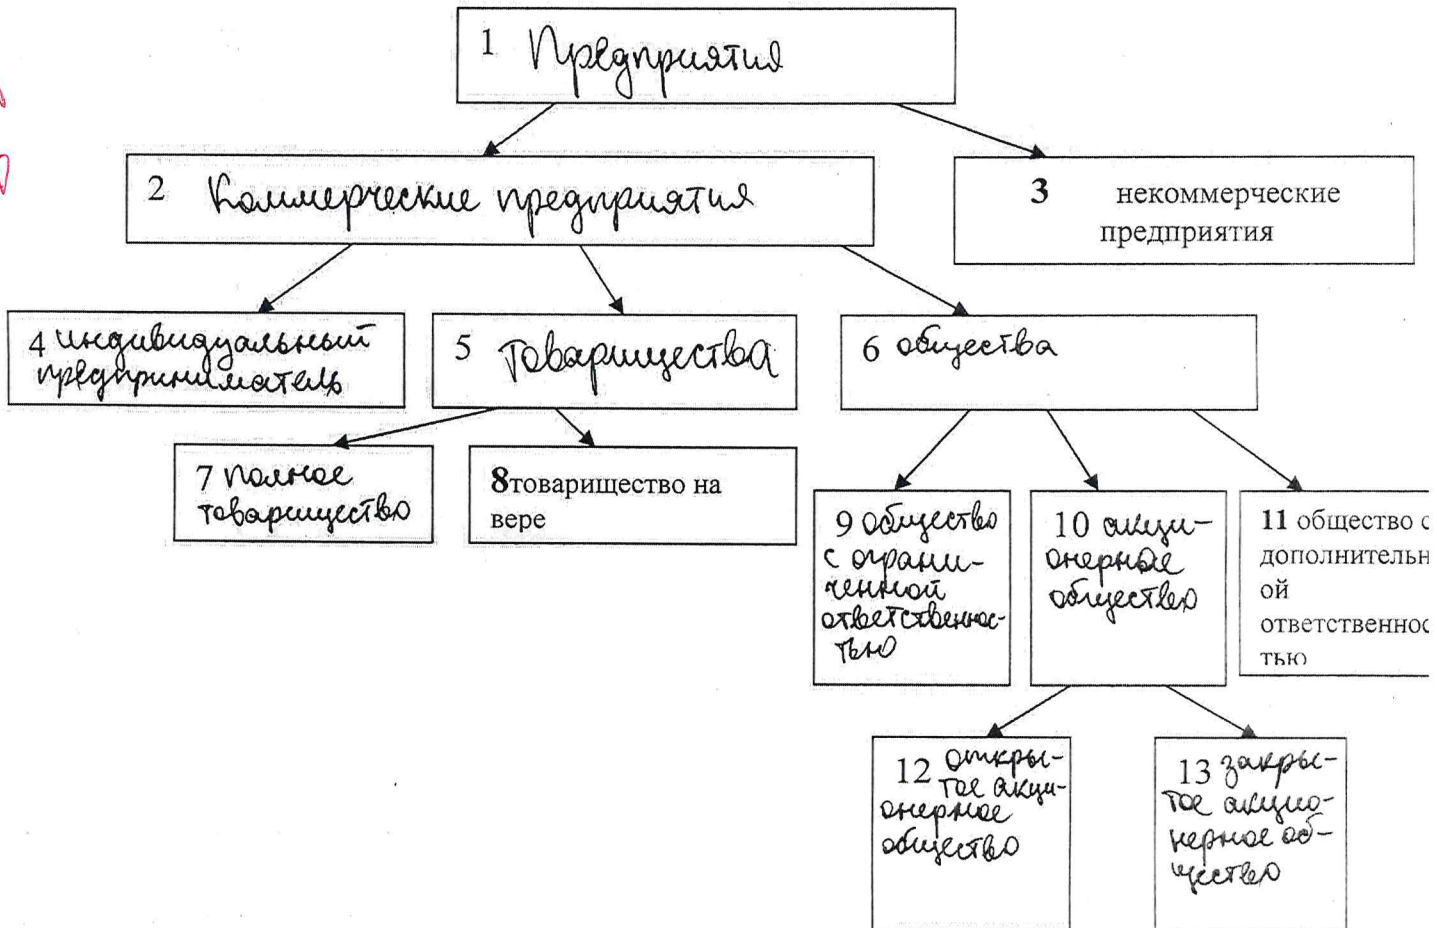 1 Предприятия
2 Коммерческие предприятия
3 некоммерческие
предприятия
4 индивидуальный
предприниматель
5 Товарищества
6 общества
7 полное
товарищество
8товарищество на
вере
9 общество
с ограни-
ченной
ответственнос-
тью
10 акци-
онерное
общество
11 общество с
дополнительн
ой
ответственнос
тью
12 откры-
тое акци-
онерное
общество
13 закры-
тое акцио-
нерное об-
щество